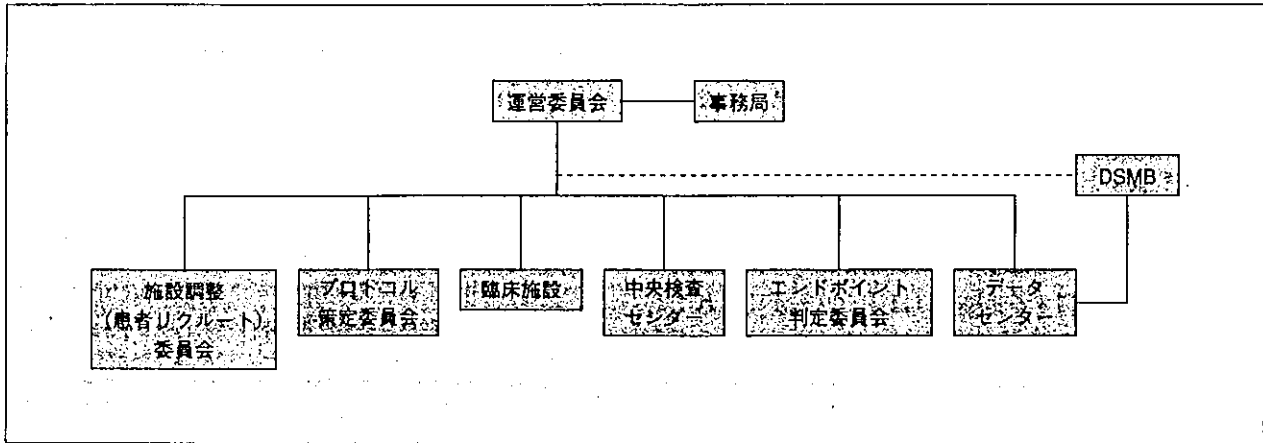 運営委員会
事務局
DSMB
施設調整
(患者リクルート)
委員会
プロトコル
策定委員会
臨床施設
中央検査
センター
エンドポイント
判定委員会
データ
センター